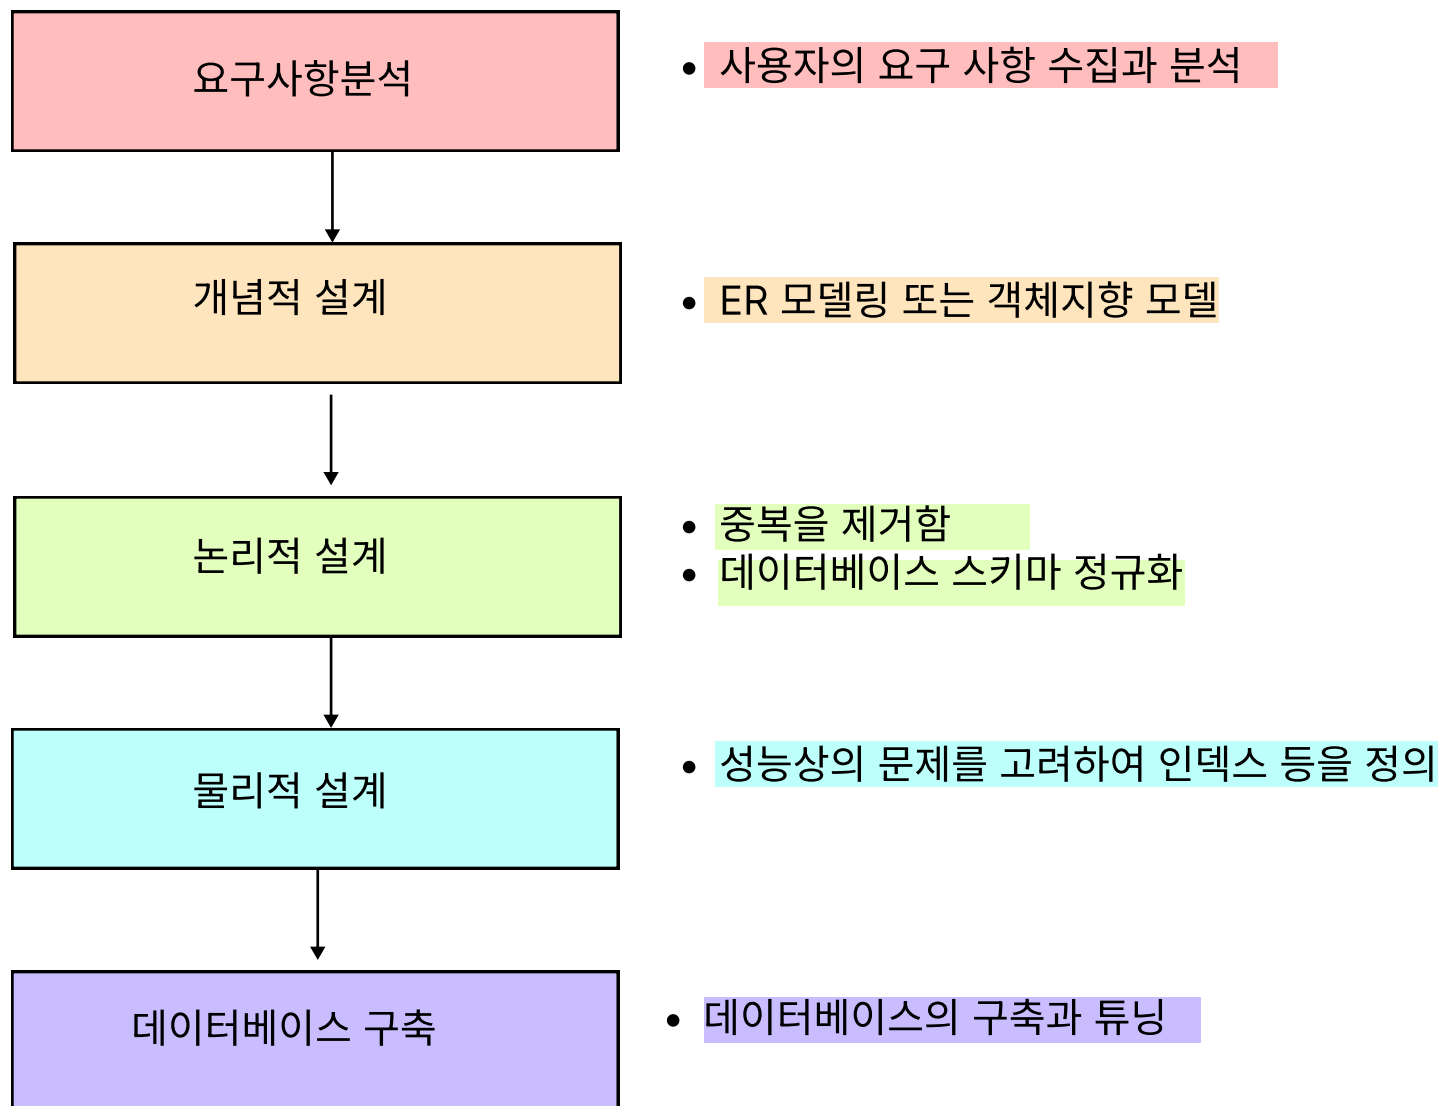 요구사항분석
• 사용자의 요구 사항 수집과 분석
개념적 설계
• ER 모델링 또는 객체지향 모델
논리적 설계
• 중복을 제거함
• 데이터베이스 스키마 정규화
물리적 설계
• 성능상의 문제를 고려하여 인덱스 등을 정의
데이터베이스 구축
• 데이터베이스의 구축과 튜닝